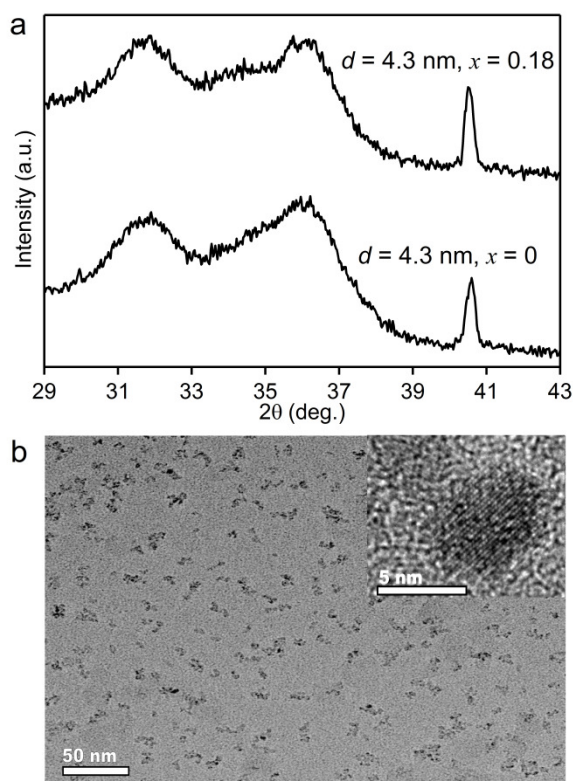 a
d = 4.3 nm, x = 0.18
d = 4.3 nm, x = 0
Intensity (a.u.)
29 31 33 35 37 39 41 43
2θ (deg.)
b
5 nm
50 nm